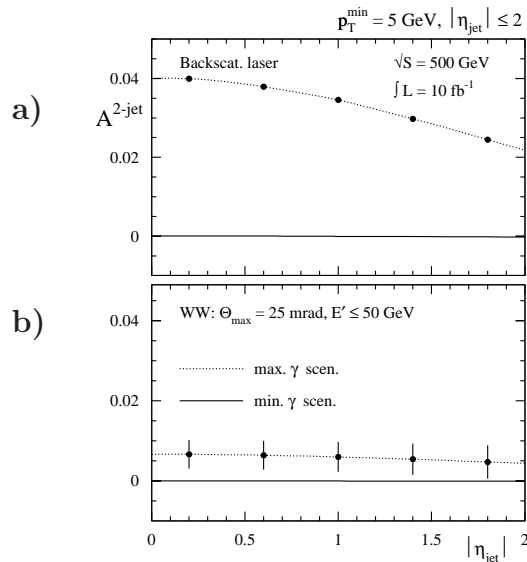 p_T^min = 5 GeV, |η_jet| ≤ 2
a)
A^2-jet
Backscat. laser
√S = 500 GeV
∫ L = 10 fb^-1
0.04
0.02
0
b)
WW: Θ_max = 25 mrad, E′ ≤ 50 GeV
max. γ scen.
min. γ scen.
0.04
0.02
0
0 0.5 1 1.5 2
|η_jet|